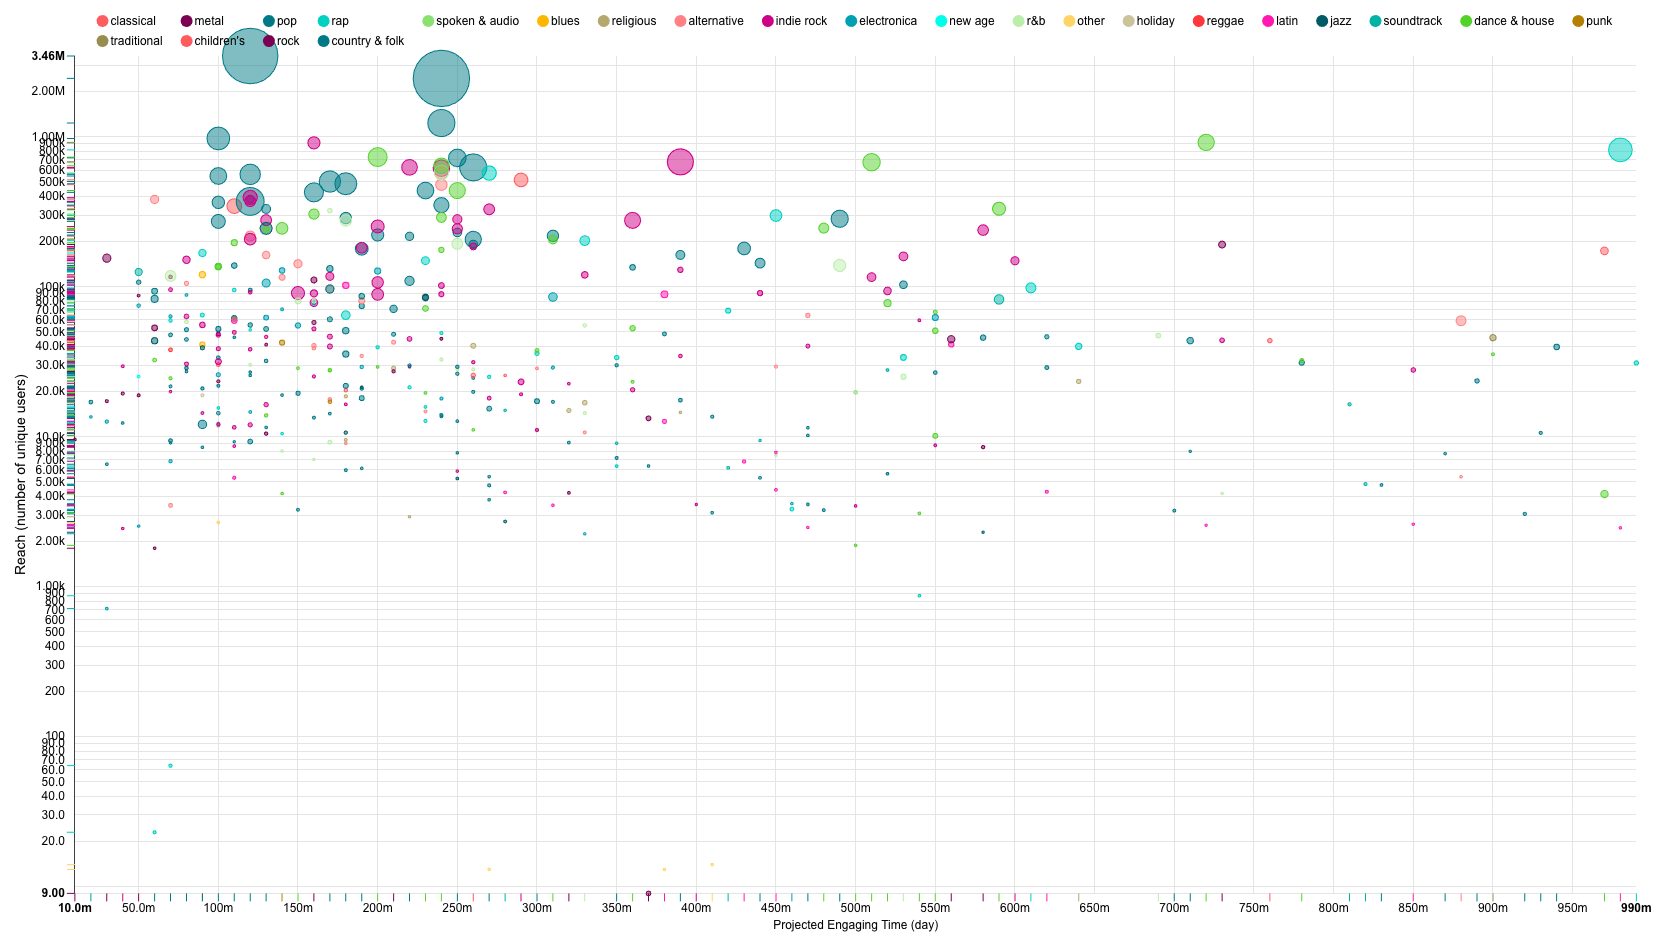 classical metal pop rap spoken & audio blues religious alternative indie rock electronica new age r&b other holiday reggae latin jazz soundtrack dance & house punk
traditional children's rock country & folk
3.46M
2.00M
1.00M
900k
800k
700k
600k
500k
400k
300k
200k
100k
90.0k
80.0k
70.0k
60.0k
50.0k
40.0k
30.0k
20.0k
10.0k
9.00k
8.00k
7.00k
6.00k
5.00k
4.00k
3.00k
2.00k
1.00k
900
800
700
600
500
400
300
200
100
90.0
80.0
70.0
60.0
50.0
40.0
30.0
20.0
9.00
Reach (number of unique users)
10.0m 50.0m 100m 150m 200m 250m 300m 350m 400m 450m 500m 550m 600m 700m 750m 800m 850m 900m 950m 990m
Projected Engaging Time (day)